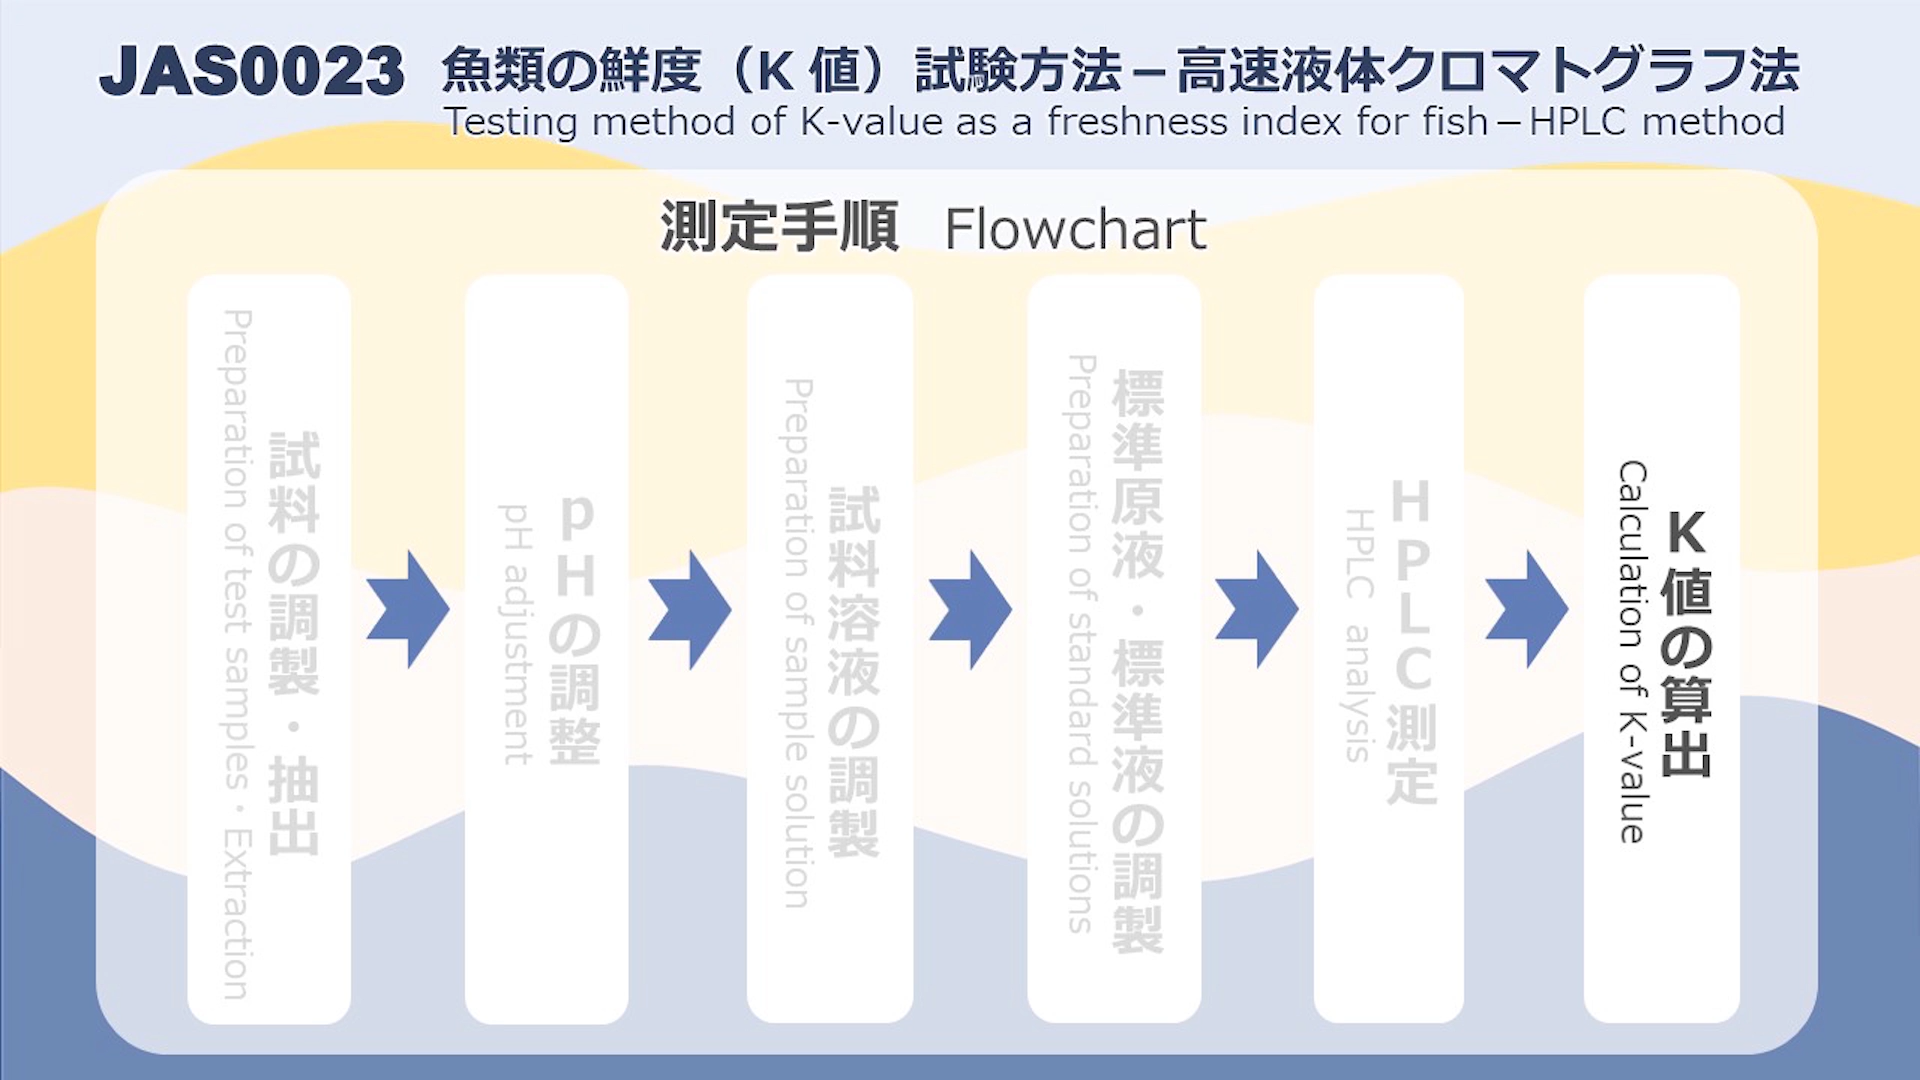 JAS0023 魚類の鮮度（K 値）試験方法－高速液体クロマトグラフ法
Testing method of K-value as a freshness index for fish－HPLC method
測定手順 Flowchart
試料の調製・抽出
Preparation of test samples・Extraction
pHの調整
pH adjustment
試料溶液の調製
Preparation of sample solution
標準原液・標準液の調製
Preparation of standard solutions
HPLC測定
HPLC analysis
K値の算出
Calculation of K-value